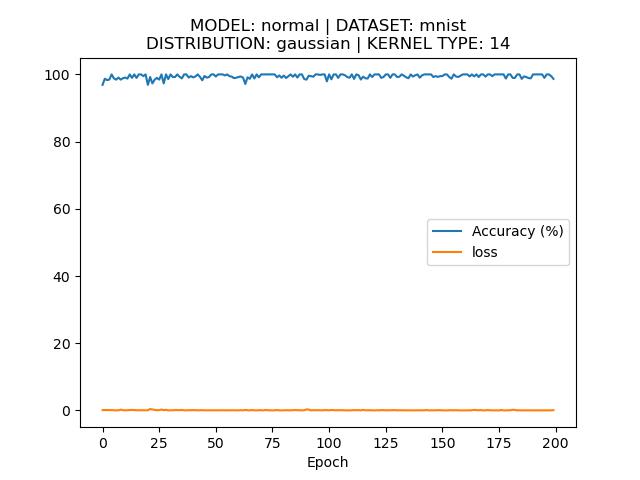 MODEL: normal | DATASET: mnist
DISTRIBUTION: gaussian | KERNEL TYPE: 14
100
80
60
40
20
0
Accuracy (%)
loss
0 25 50 75 100 125 150 175 200
Epoch